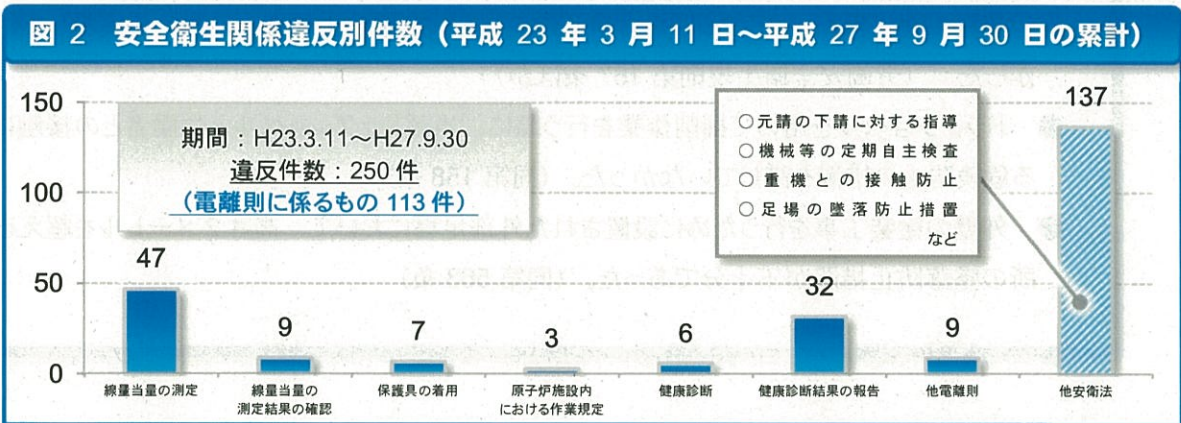 図 2 安全衛生関係違反別件数（平成 23 年 3 月 11 日～平成 27 年 9 月 30 日の累計）
150
100
50
0
期間：H23.3.11～H27.9.30
違反件数：250 件
（電離則に係るもの 113 件）
○元請の下請に対する指導
○機械等の定期自主検査
○重機との接触防止
○足場の墜落防止措置
など
47
9
7
3
6
32
9
137
線量当量の測定
線量当量の
測定結果の確認
保護具の着用
原子炉施設内
における作業規定
健康診断
健康診断結果の報告
他電離則
他安衛法